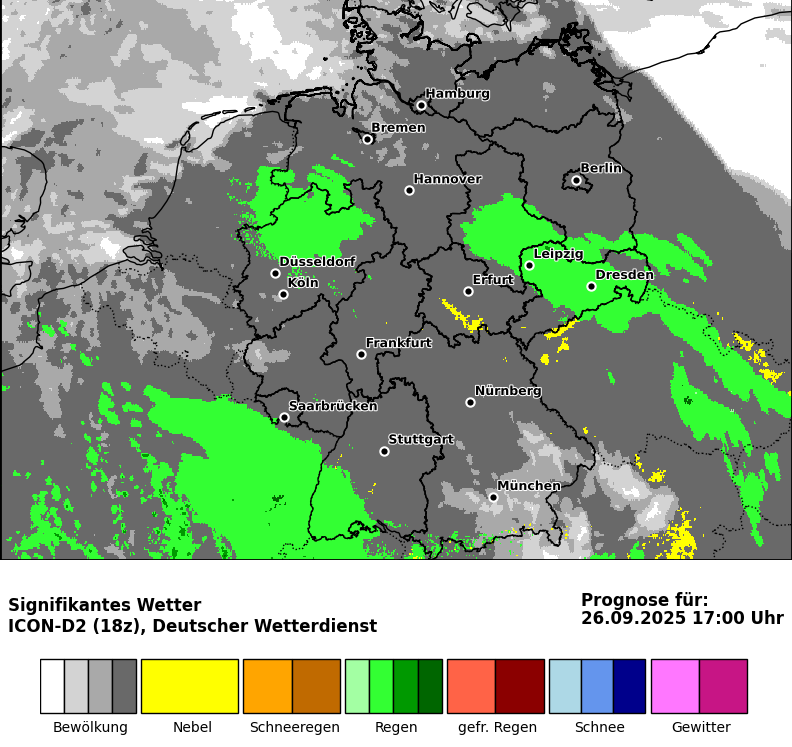 Hamburg
Bremen
Berlin
Hannover
Leipzig
Düsseldorf
Dresden
Erfurt
Köln
Frankfurt
Nürnberg
Saarbrücken
Stuttgart
München
Signifikantes Wetter
ICON-D2 (18z), Deutscher Wetterdienst
Prognose für:
26.09.2025 17:00 Uhr
Bewölkung Nebel Schneeregen Regen gefr. Regen Schnee Gewitter